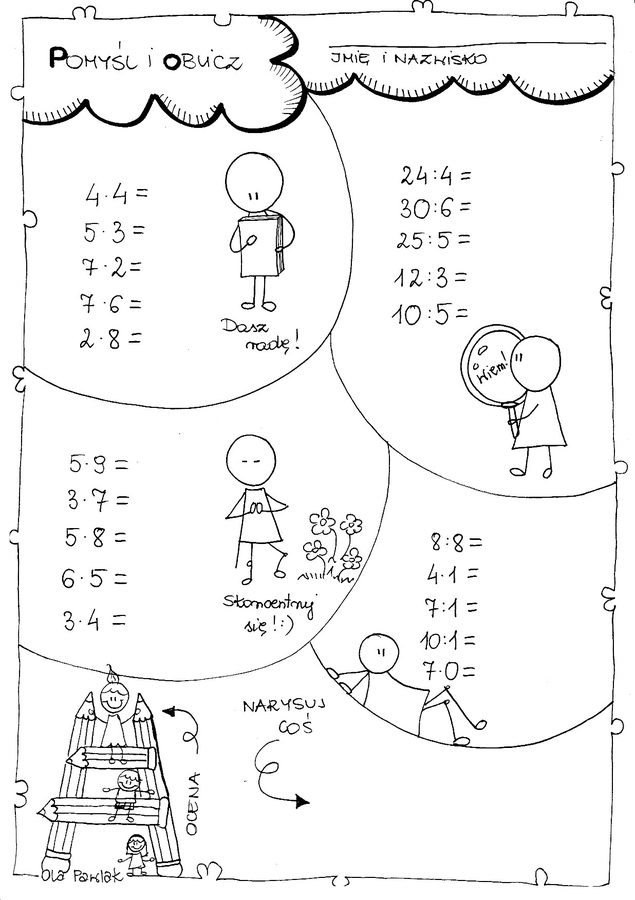 POMYŚL I OBLICZ
IMIĘ I NAZWISKO
4·4=
5·3=
7·2=
7·6=
2·8=
Dasz
radę!
24:4=
30:6=
25:5=
12:3=
10:5=
Wiem!
5·9=
3·7=
5·8=
6·5=
3·4=
Skoncentruj
się!:)
8:8=
4·1=
7:1=
10:1=
7·0=
NARYSUJ
COŚ
OCENA
OLA PAWLAK